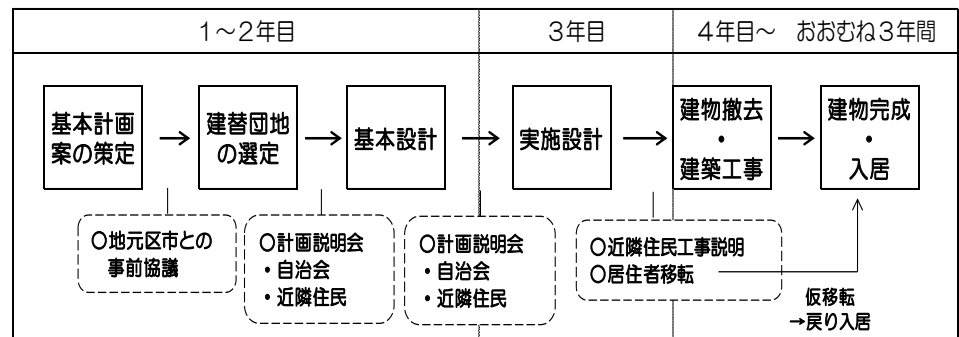 １～２年目
３年目
４年目～　おおむね３年間
基本計画
案の策定
→
建替団地
の選定
→
基本設計
→
実施設計
→
建物撤去
・
建築工事
→
建物完成
・
入居
○地元区市との
事前協議
○計画説明会
・自治会
・近隣住民
○計画説明会
・自治会
・近隣住民
○近隣住民工事説明
○居住者移転
仮移転
→戻り入居